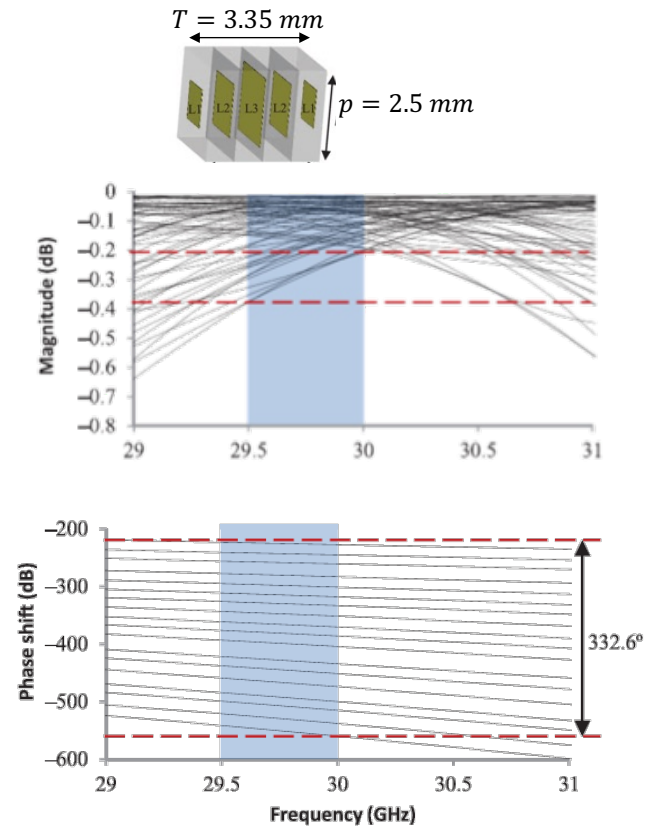 T = 3.35 mm
L1 L2 L3 L2 L1
p = 2.5 mm
0
−0.1
−0.2
−0.3
−0.4
−0.5
−0.6
−0.7
−0.8
Magnitude (dB)
29 29.5 30 30.5 31
−200
−300
−400
−500
−600
Phase shift (dB)
332.6º
29 29.5 30 30.5 31
Frequency (GHz)